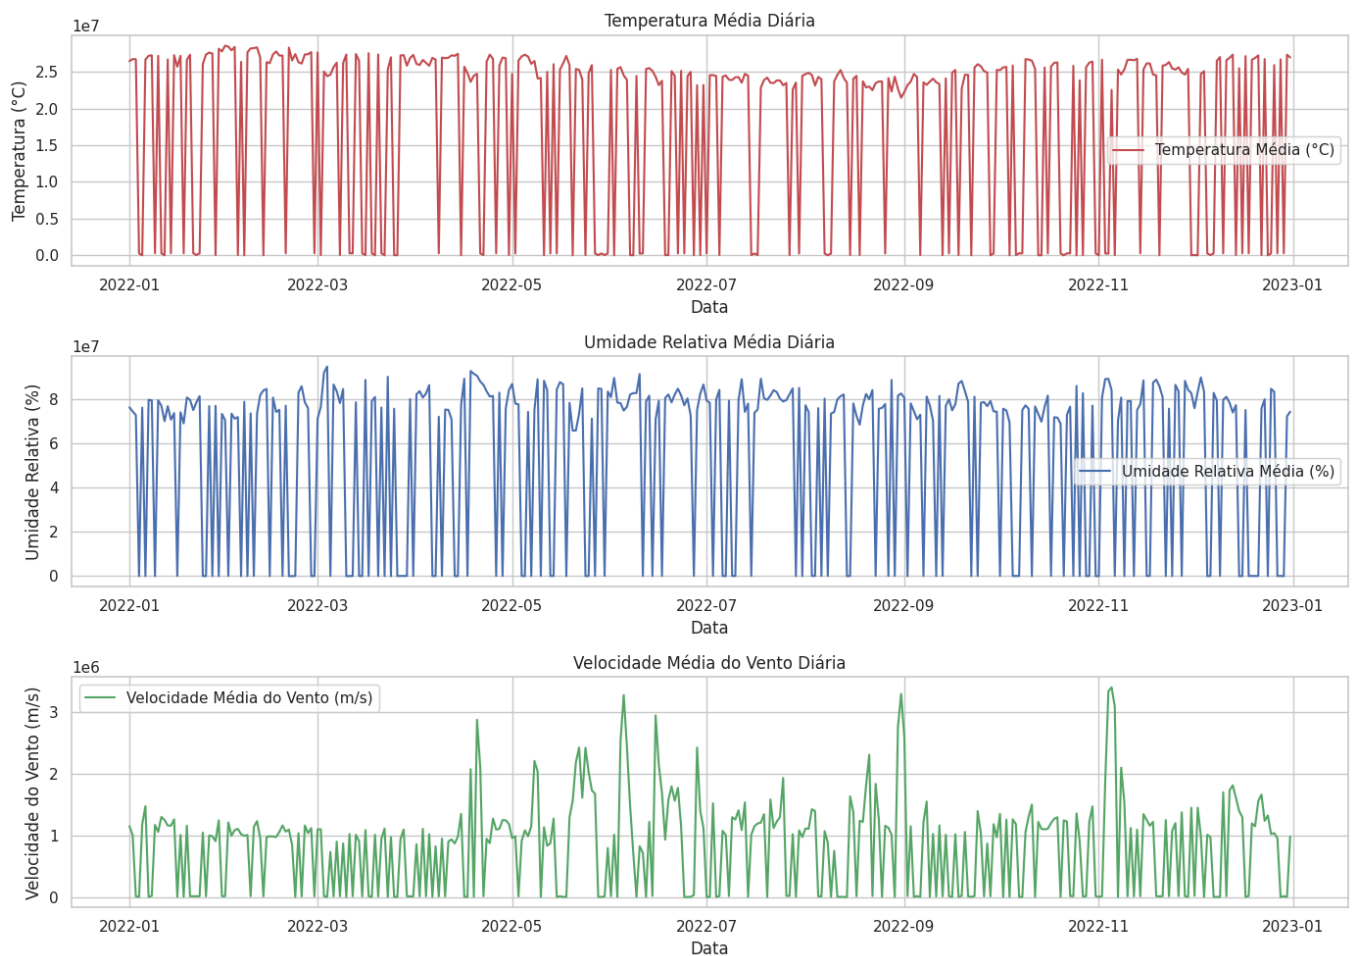 Temperatura Média Diária
1e7
2.5
2.0
1.5
1.0
0.5
0.0
Temperatura (°C)
Temperatura Média (°C)
2022-01 2022-03 2022-05 2022-07 2022-09 2022-11 2023-01
Data
Umidade Relativa Média Diária
1e7
8
6
4
2
0
Umidade Relativa (%)
Umidade Relativa Média (%)
2022-01 2022-03 2022-05 2022-07 2022-09 2022-11 2023-01
Data
Velocidade Média do Vento Diária
1e6
3
2
1
0
Velocidade do Vento (m/s)
Velocidade Média do Vento (m/s)
2022-01 2022-03 2022-05 2022-07 2022-09 2022-11 2023-01
Data